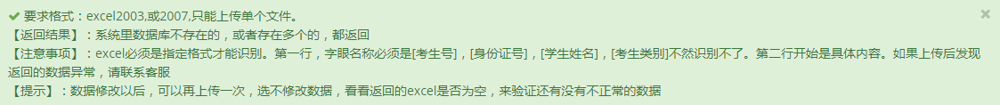 要求格式：excel2003,或2007,只能上传单个文件。
【返回结果】：系统里数据库不存在的，或者存在多个的，都返回
【注意事项】：excel必须是指定格式才能识别。第一行，字眼名称必须是[考生号]，[身份证号]，[学生姓名]，[考生类别]不然识别不了。第二行开始是具体内容。如果上传后发现
返回的数据异常，请联系客服
【提示】：数据修改以后，可以再上传一次，选不修改数据，看看返回的excel是否为空，来验证还有没有不正常的数据